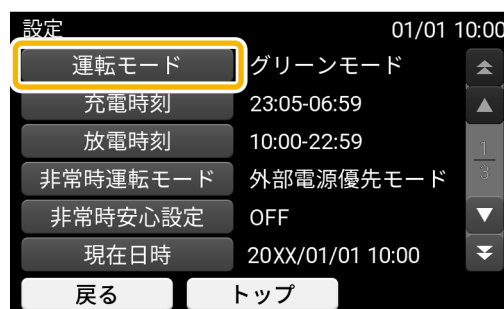 設定 01/01 10:00
運転モード グリーンモード
充電時刻 23:05-06:59
放電時刻 10:00-22:59
1
3
非常時運転モード 外部電源優先モード
非常時安心設定 OFF
現在日時 20XX/01/01 10:00
戻る トップ